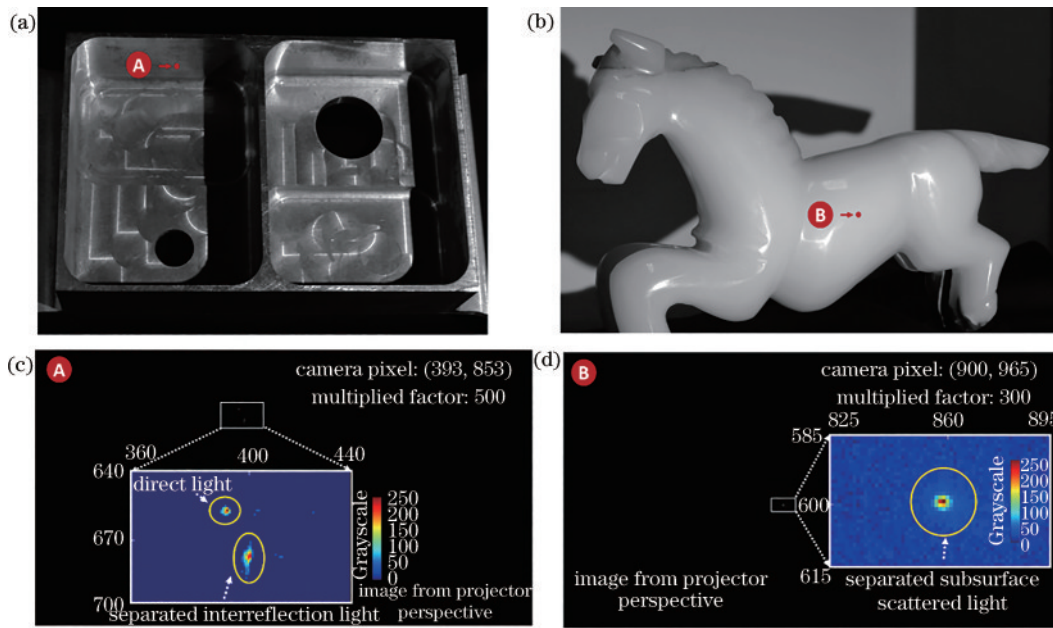 (a)
A
(b)
B
(c)
A
camera pixel: (393, 853)
multiplied factor: 500
360
400
440
640
670
700
direct light
250
200
150
100
50
0
Grayscale
image from projector
perspective
separated interreflection light
(d)
B
camera pixel: (900, 965)
multiplied factor: 300
825
860
895
585
600
615
250
200
150
100
50
0
Grayscale
image from projector
perspective
separated subsurface
scattered light